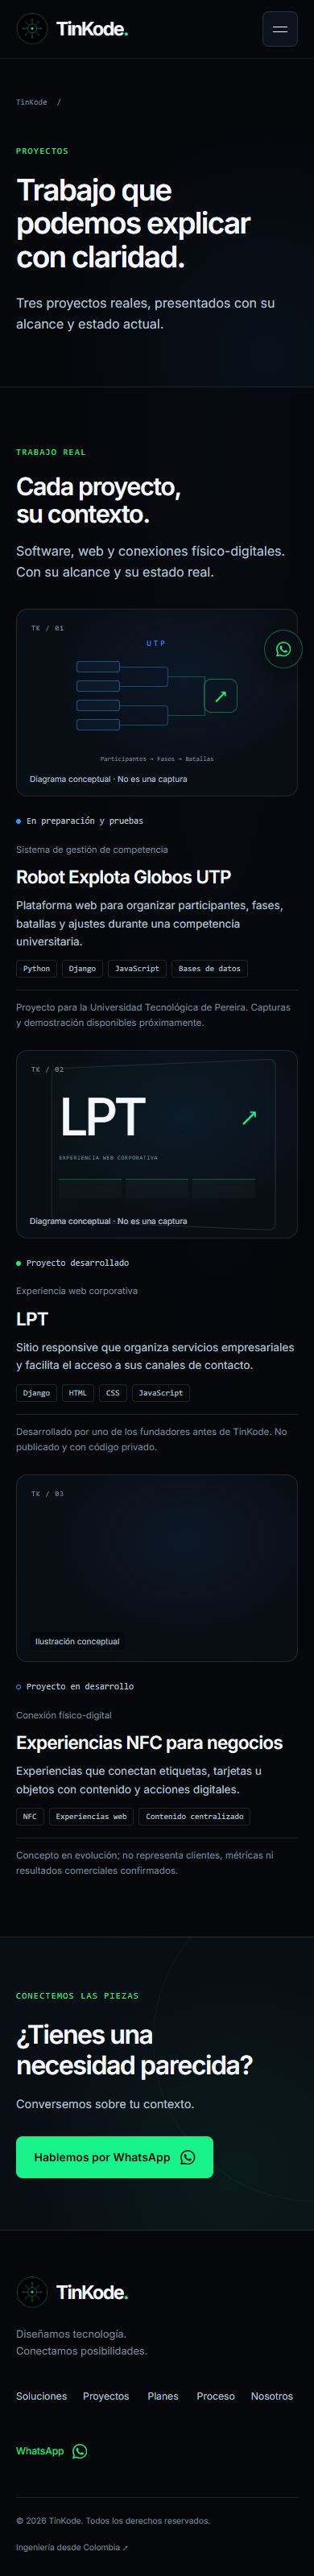 TinKode.
TinKode /
PROYECTOS
Trabajo que
podemos explicar
con claridad.
Tres proyectos reales, presentados con su
alcance y estado actual.
TRABAJO REAL
Cada proyecto,
su contexto.
Software, web y conexiones físico-digitales.
Con su alcance y su estado real.
TK / 01
UTP
Participantes → Fases → Batallas
Diagrama conceptual · No es una captura
En preparación y pruebas
Sistema de gestión de competencia
Robot Explota Globos UTP
Plataforma web para organizar participantes, fases,
batallas y ajustes durante una competencia
universitaria.
Python Django JavaScript Bases de datos
Proyecto para la Universidad Tecnológica de Pereira. Capturas
y demostración disponibles próximamente.
TK / 02
LPT
↗
EXPERIENCIA WEB CORPORATIVA
Diagrama conceptual · No es una captura
Proyecto desarrollado
Experiencia web corporativa
LPT
Sitio responsive que organiza servicios empresariales
y facilita el acceso a sus canales de contacto.
Django HTML CSS JavaScript
Desarrollado por uno de los fundadores antes de TinKode. No
publicado y con código privado.
TK / 03
Ilustración conceptual
Proyecto en desarrollo
Conexión físico-digital
Experiencias NFC para negocios
Experiencias que conectan etiquetas, tarjetas u
objetos con contenido y acciones digitales.
NFC Experiencias web Contenido centralizado
Concepto en evolución; no representa clientes, métricas ni
resultados comerciales confirmados.
CONECTEMOS LAS PIEZAS
¿Tienes una
necesidad parecida?
Conversemos sobre tu contexto.
Hablemos por WhatsApp
TinKode.
Diseñamos tecnología.
Conectamos posibilidades.
Soluciones Proyectos Planes Proceso Nosotros
WhatsApp
© 2026 TinKode. Todos los derechos reservados.
Ingeniería desde Colombia ↗